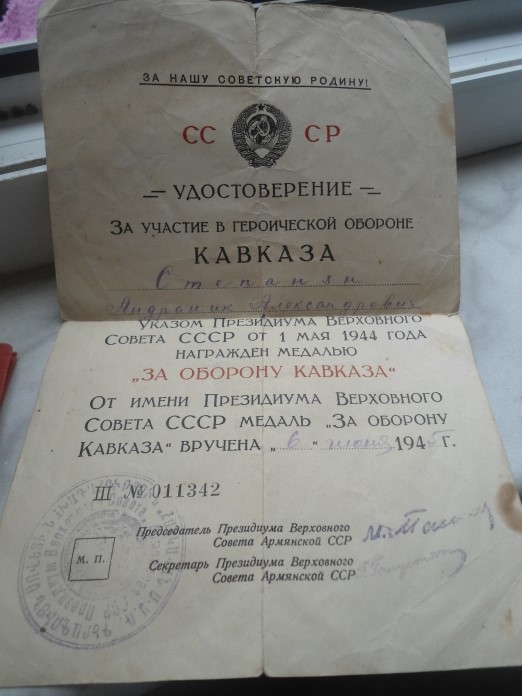 ЗА НАШУ СОВЕТСКУЮ РОДИНУ!
СС СР
УДОСТОВЕРЕНИЕ
ЗА УЧАСТИЕ В ГЕРОИЧЕСКОЙ ОБОРОНЕ
КАВКАЗА
Степанян
Андраник Александрович
УКАЗОМ ПРЕЗИДИУМА ВЕРХОВНОГО
СОВЕТА СССР ОТ 1 МАЯ 1944 ГОДА
НАГРАЖДЕН МЕДАЛЬЮ
„ЗА ОБОРОНУ КАВКАЗА“
ОТ ИМЕНИ ПРЕЗИДИУМА ВЕРХОВНОГО
СОВЕТА СССР МЕДАЛЬ „ЗА ОБОРОНУ
КАВКАЗА“ ВРУЧЕНА „6“ июня 1945 г.
Ш № 011342
Председатель Президиума Верховного
Совета Армянской ССР
М. П.
Секретарь Президиума Верховного
Совета Армянской ССР